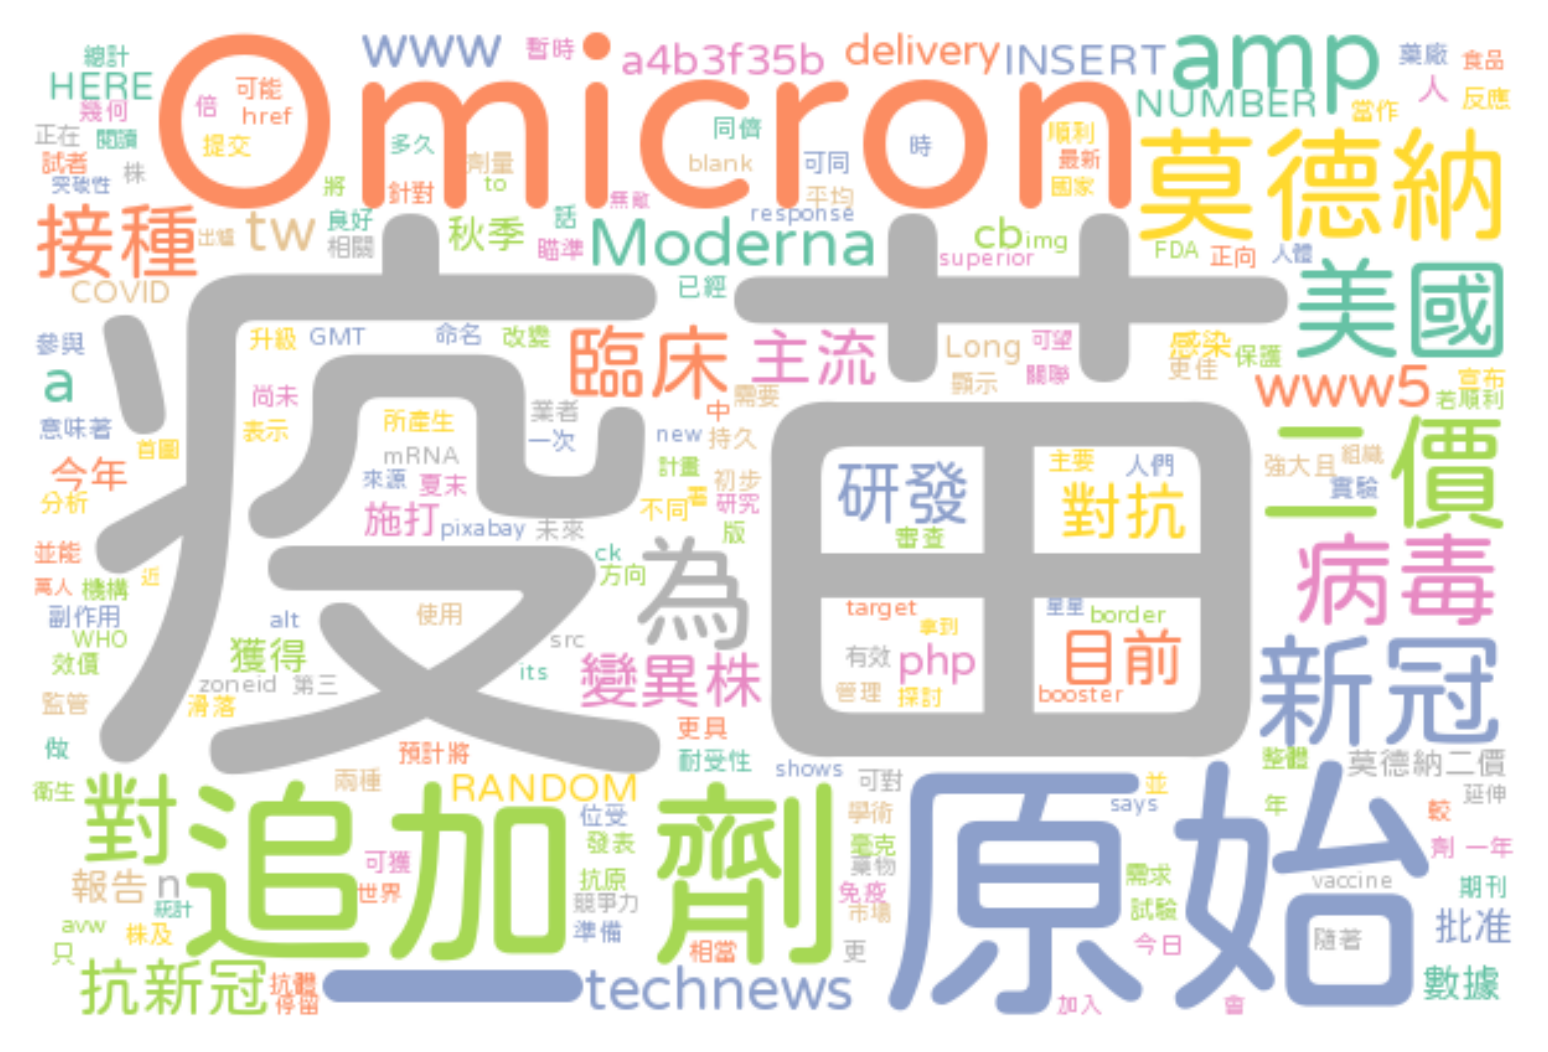 總計
www
暫時
a4b3f35b
delivery
INSERT
amp
藥廠
食品
HERE
Omicron
NUMBER
當作
人
反應
幾何
倍
可能
href
正在
閱讀
提交
多久
劑量
同儕
blank
可同
時
順利
最新
莫德納
試者
株
突破性
將
針對
to
無敵
平均
國家
接種
出爐
tw
良好
相關
秋季
話
瞄準
response
Moderna
cb
img
superior
FDA
正向
人體
COVID
已經
美國
疫苗
參與
升級
GMT
命名
改變
臨床
主流
Long
可望
感染
保護
更佳
a
尚未
顯示
關聯
www5
宣布
若順利
意味著
首圖
表示
所產生
業者
一次
中
需要
new
持久
二價
今年
mRNA
來源
夏末
計畫
初步
研發
主要
人們
強大且
組織
實驗
分析
施打
pixabay
未來
不同
研究
版
審查
對抗
並能
近
萬人
機構
ck
方向
為
病毒
副作用
WHO
alt
使用
src
target
拿到
星星
border
效價
獲得
its
變異株
有效
php
目前
新冠
zoneid
第三
監管
滑落
管理
探討
booster
做
預計將
更具
耐受性
shows
可對
整體
莫德納二價
衛生
對
兩種
RANDOM
位受
學術
並
says
年
延伸
較
追加
劑
原始
發表
毫克
藥物
報告
n
可獲
世界
抗原
免疫
需求
vaccine
劑
一年
期刊
統計
競爭力
市場
試驗
avw
株及
準備
相當
更
今日
隨著
批准
只
抗新冠
抗體
停留
一
technews
加入
會
數據